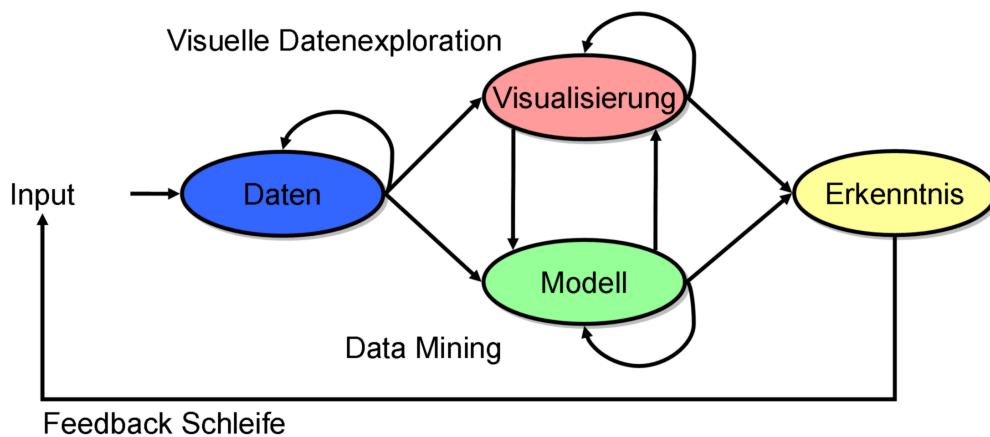 Visuelle Datenexploration
Visualisierung
Input
Daten
Erkenntnis
Modell
Data Mining
Feedback Schleife